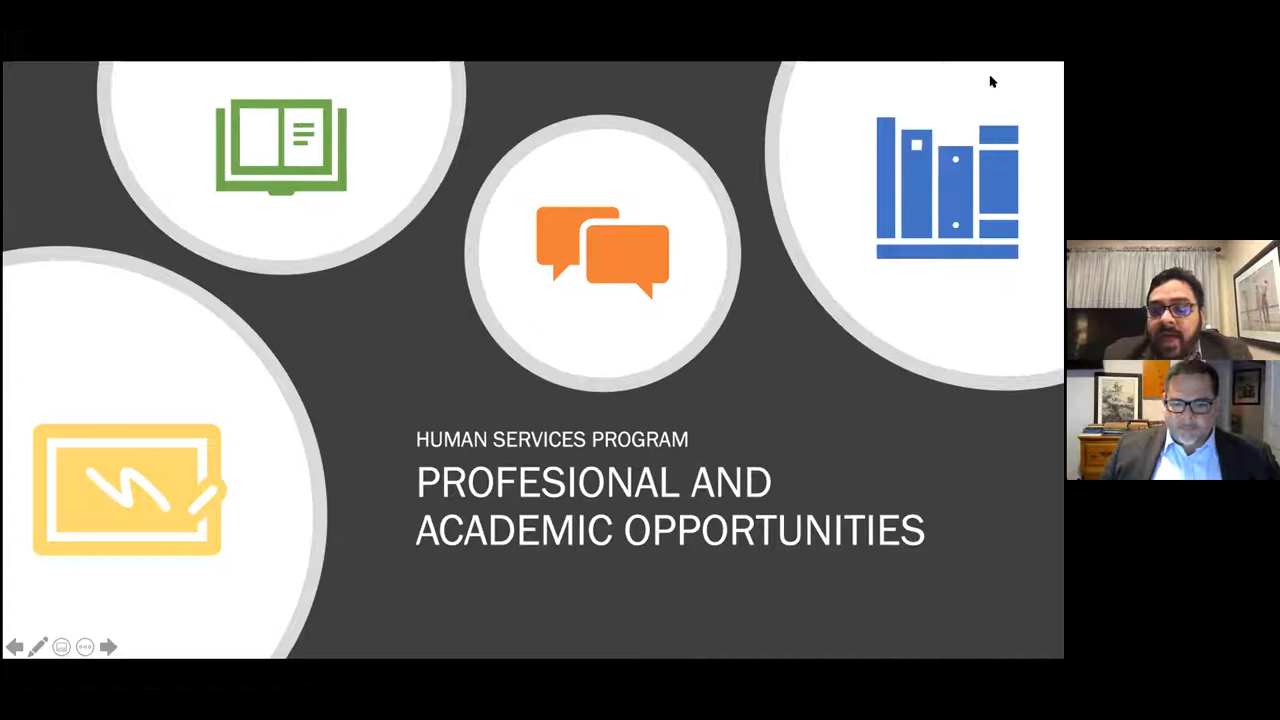 HUMAN SERVICES PROGRAM
PROFESIONAL AND
ACADEMIC OPPORTUNITIES